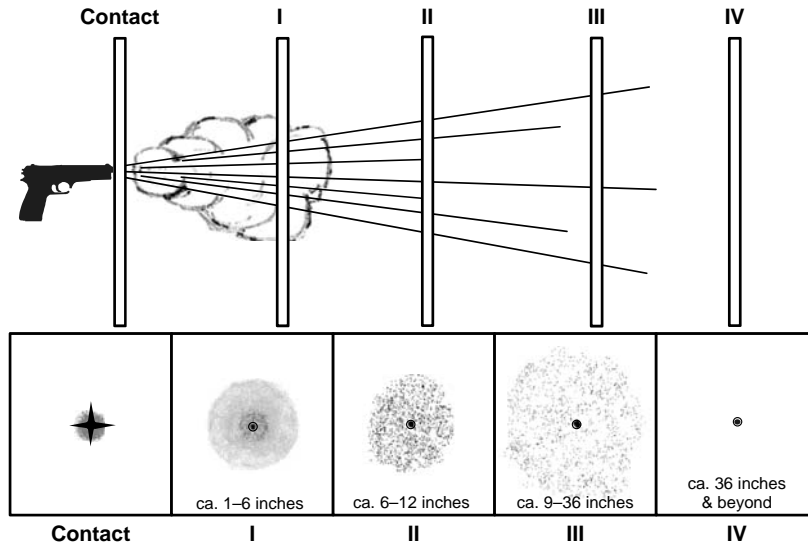 Contact I II III IV
ca. 1–6 inches
ca. 6–12 inches
ca. 9–36 inches
ca. 36 inches
& beyond
Contact I II III IV